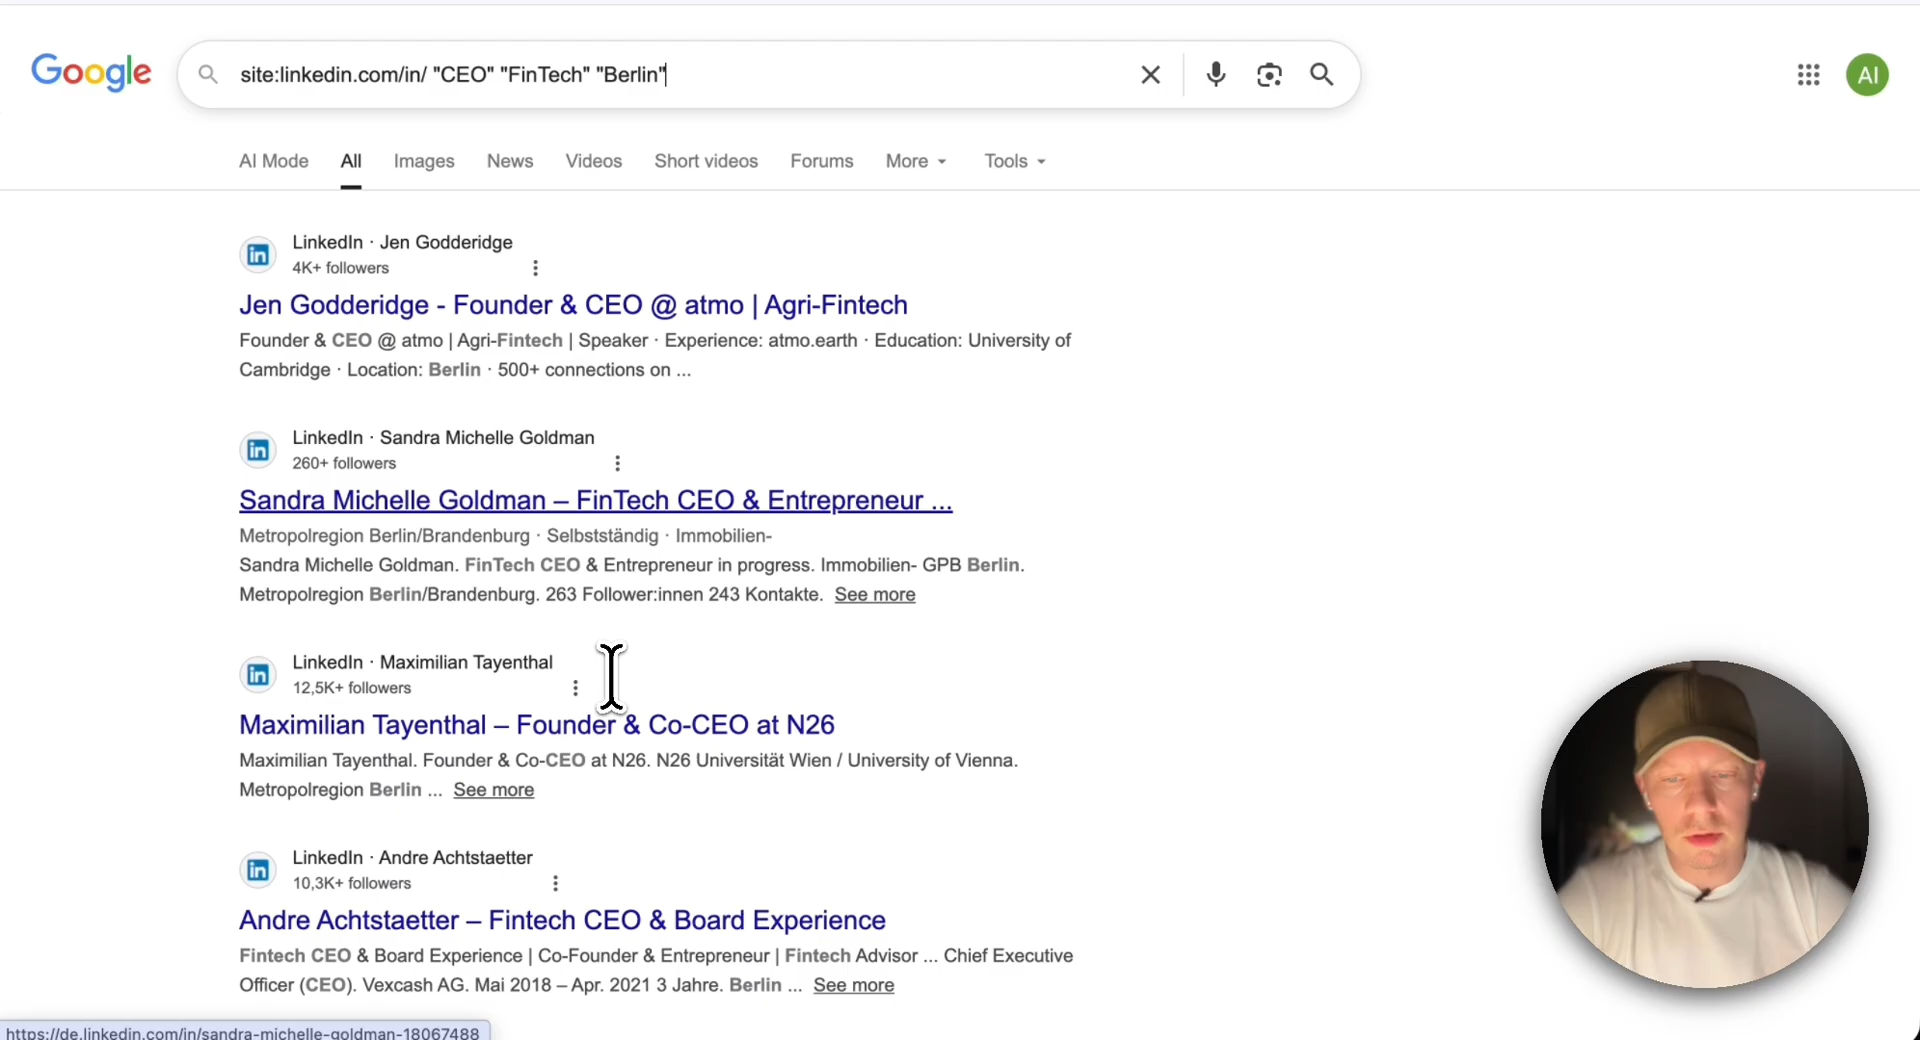 Google
site:linkedin.com/in/ "CEO" "FinTech" "Berlin"
AI
AI Mode All Images News Videos Short videos Forums More Tools
LinkedIn · Jen Godderidge
4K+ followers
Jen Godderidge - Founder & CEO @ atmo | Agri-Fintech
Founder & CEO @ atmo | Agri-Fintech | Speaker · Experience: atmo.earth · Education: University of
Cambridge · Location: Berlin · 500+ connections on ...
LinkedIn · Sandra Michelle Goldman
260+ followers
Sandra Michelle Goldman – FinTech CEO & Entrepreneur ...
Metropolregion Berlin/Brandenburg · Selbstständig · Immobilien-
Sandra Michelle Goldman. FinTech CEO & Entrepreneur in progress. Immobilien- GPB Berlin.
Metropolregion Berlin/Brandenburg. 263 Follower:innen 243 Kontakte. See more
LinkedIn · Maximilian Tayenthal
12,5K+ followers
Maximilian Tayenthal – Founder & Co-CEO at N26
Maximilian Tayenthal. Founder & Co-CEO at N26. N26 Universität Wien / University of Vienna.
Metropolregion Berlin ... See more
LinkedIn · Andre Achtstaetter
10,3K+ followers
Andre Achtstaetter – Fintech CEO & Board Experience
Fintech CEO & Board Experience | Co-Founder & Entrepreneur | Fintech Advisor ... Chief Executive
Officer (CEO). Vexcash AG. Mai 2018 – Apr. 2021 3 Jahre. Berlin ... See more
https://de.linkedin.com/in/sandra-michelle-goldman-18067488